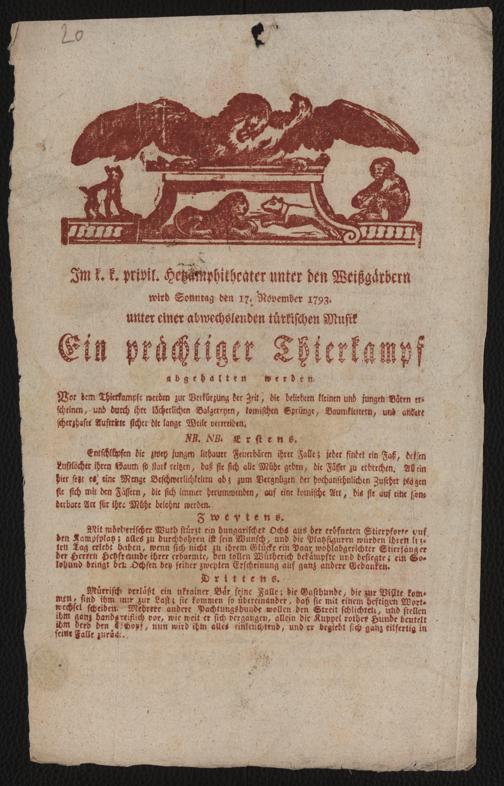 20
Im k. k. privil. Hetzamphitheater unter den Weißgärbern
wird Sonntag den 17. November 1793.
unter einer abwechslenden türkischen Musik
Ein prächtiger Thierkampf
abgehalten werden
Vor dem Thierkampfe werden zur Verkürzung der Zeit, die beliebten kleinen und jungen Bären er-
scheinen, und durch ihre lächerlichen Balgereyen, komischen Sprünge, Baumklettern, und andere
scherzhafte Auftritte sicher die lange Weile vertreiben.
NB. NB. Erstens.
Entschlüpfen die zwey jungen lithauer Feuerbären ihrer Falle; jeder findet ein Faß, dessen
Luftlöcher ihren Gaum so stark reitzen, daß sie sich alle Mühe geben, die Fässer zu erbrechen, Allein
hier setzt es eine Menge Beschwerlichkeiten ab; zum Vergnügen der hochansehnlichen Zuseher plagen
sie sich mit den Fässern, die sich immer herumwenden, auf eine komische Art, bis sie auf eine son-
derbare Art für ihre Mühe belohnt werden.
Zweytens.
Mit mörderischer Wuth stürzt ein hungarischer Ochs aus der eröfneten Stierpforte auf
den Kampfplatz; alles zu durchbohren ist sein Wunsch, und die Platzfiguren würden ihren letz-
ten Tag erlebt haben, wenn sich nicht zu ihrem Glücke ein Paar wohlabgerichter Stierfänger
der Herren Hetzfreunde ihrer erbarmte, den tollen Wütherich bekämpfte und besiegte; ein So-
lohund bringt den Ochsen bey seiner zweyten Erscheinung auf ganz andere Gedanken.
Drittens.
Mürrisch verläßt ein ukrainer Bär seine Falle; die Gasthunde, die zur Visite kom-
men, sind ihm nur zur Last; sie kommen so übereinander, daß sie mit einem heftigen Wort-
wechsel scheiden. Mehrere andere Pachtungshunde wollen den Streit schlichten, und stellen
ihm ganz handgreiflich vor, wie weit er sich vergangen, allein die Kuppel rother Hunde beutelt
ihm derb den Schopf, nun wird ihm alles einleuchtend, und er begiebt sich ganz eilfertig in
seine Falle zurück.